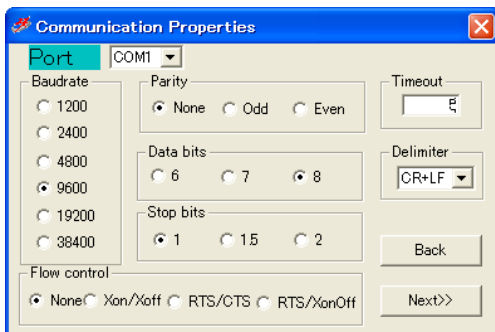 Communication Properties
Port COM1
Baudrate
1200
2400
4800
9600
19200
38400
Parity
None Odd Even
Data bits
6 7 8
Stop bits
1 1.5 2
Flow control
None Xon/Xoff RTS/CTS RTS/XonOff
Timeout
Delimiter
CR+LF
Back
Next>>